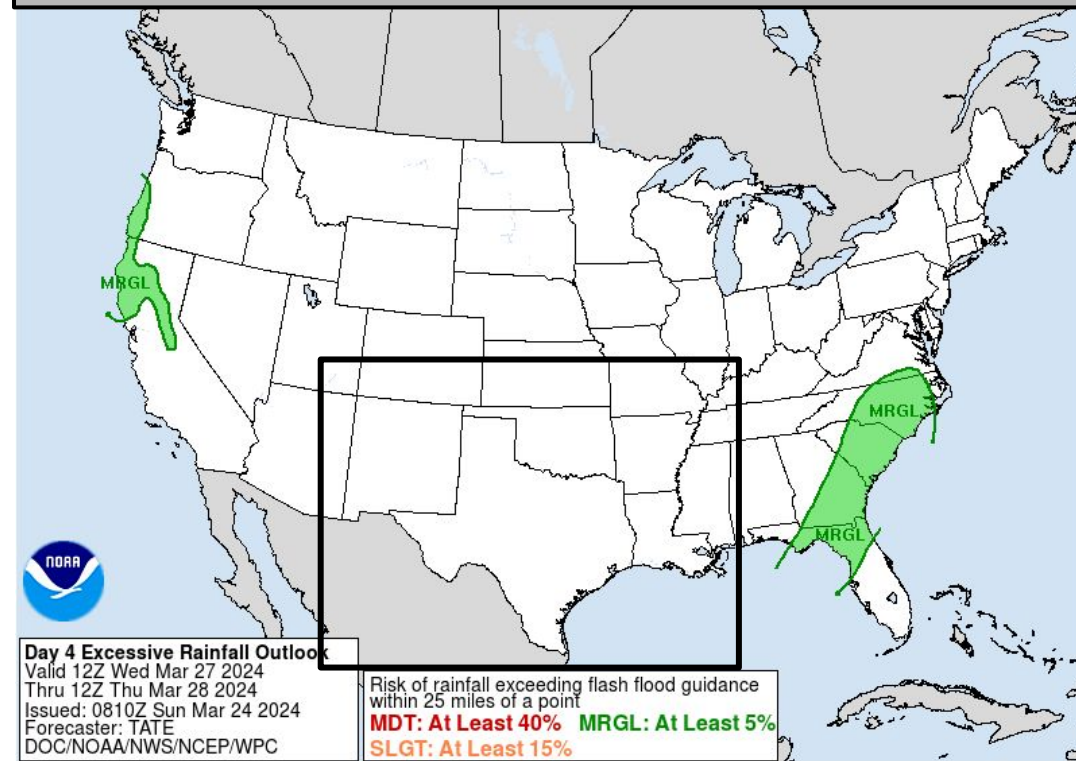 MRGL
MRGL
MRGL
NOAA
Day 4 Excessive Rainfall Outlook
Valid 12Z Wed Mar 27 2024
Thru 12Z Thu Mar 28 2024
Issued: 0810Z Sun Mar 24 2024
Forecaster: TATE
DOC/NOAA/NWS/NCEP/WPC
Risk of rainfall exceeding flash flood guidance
within 25 miles of a point
MDT: At Least 40% MRGL: At Least 5%
SLGT: At Least 15%